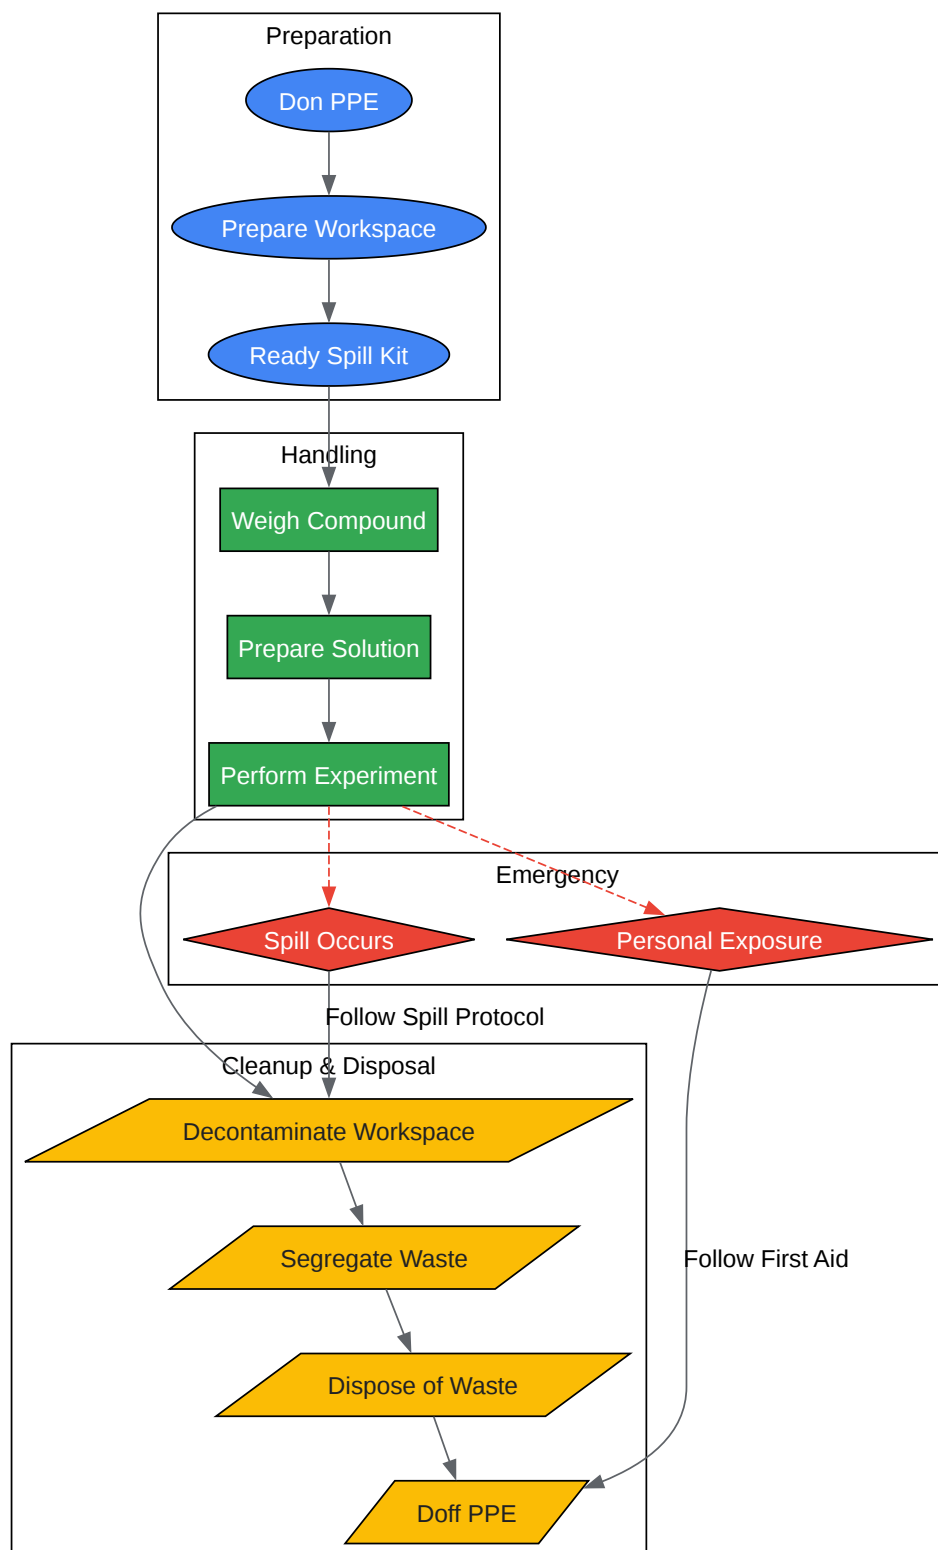 Preparation
Don PPE
Prepare Workspace
Ready Spill Kit
Handling
Weigh Compound
Prepare Solution
Perform Experiment
Emergency
Spill Occurs
Personal Exposure
Follow Spill Protocol
Cleanup & Disposal
Decontaminate Workspace
Segregate Waste
Follow First Aid
Dispose of Waste
Doff PPE